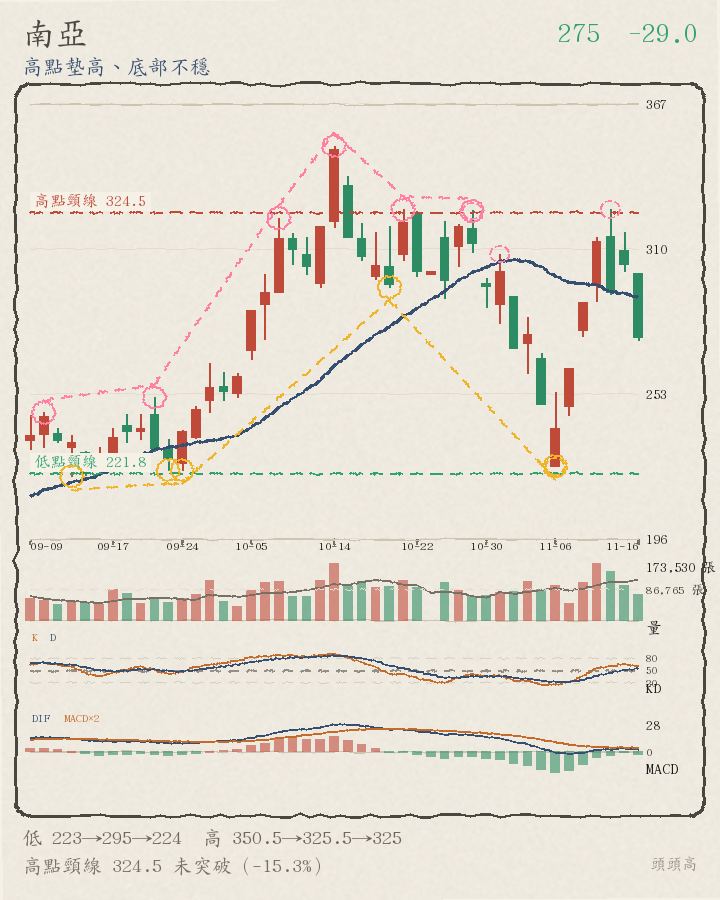 南亞
275 -29.0
高點墊高、底部不穩
367
高點頸線 324.5
310
253
低點頸線 221.8
196
09-09 09-17 09-24 10-05 10-14 10-22 10-30 11-06 11-16
173,530 張
86,765 張
量
K D
80
50
20
KD
DIF MACD×2
28
0
MACD
低 223→295→224 高 350.5→325.5→325
高點頸線 324.5 未突破 (-15.3%)
頭頭高